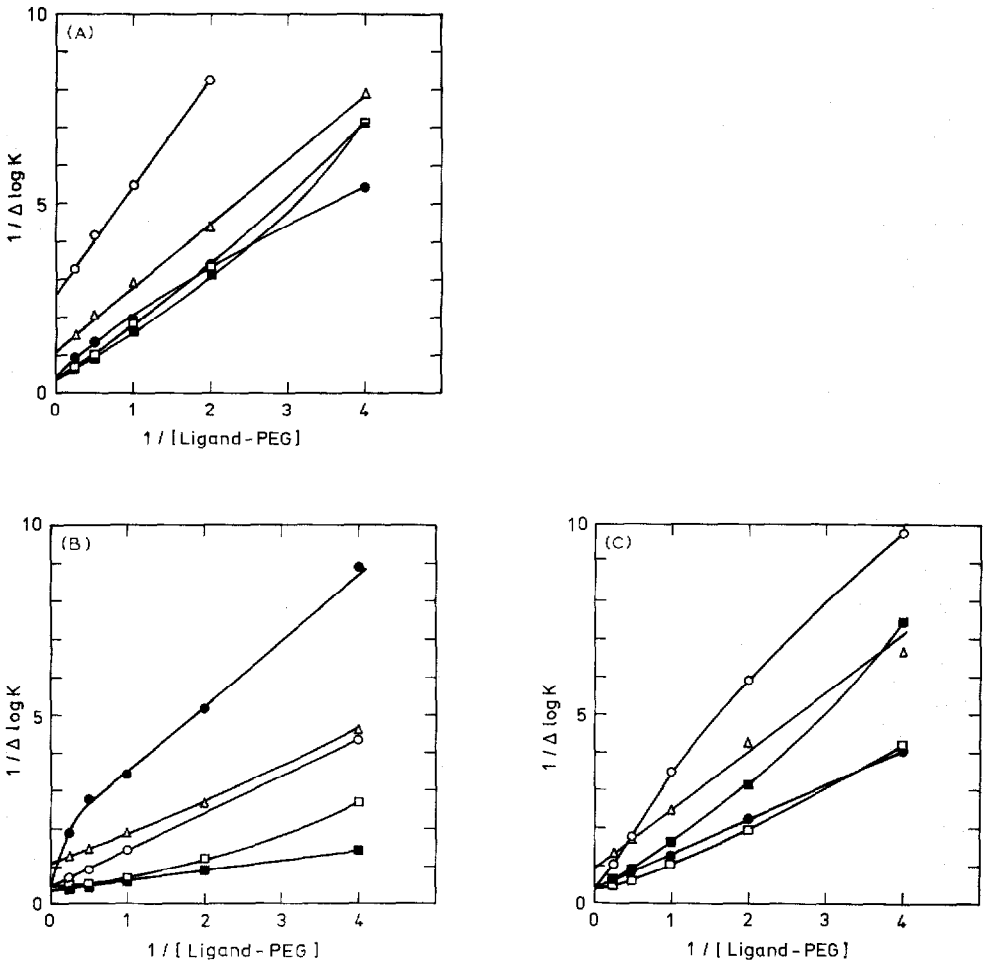 (A)
10
5
0
1 / Δ log K
0 1 2 3 4
1 / [Ligand-PEG]
(B)
10
5
0
1 / Δ log K
0 1 2 3 4
1 / [Ligand-PEG]
(C)
10
5
0
1 / Δ log K
0 1 2 3 4
1 / [Ligand-PEG]